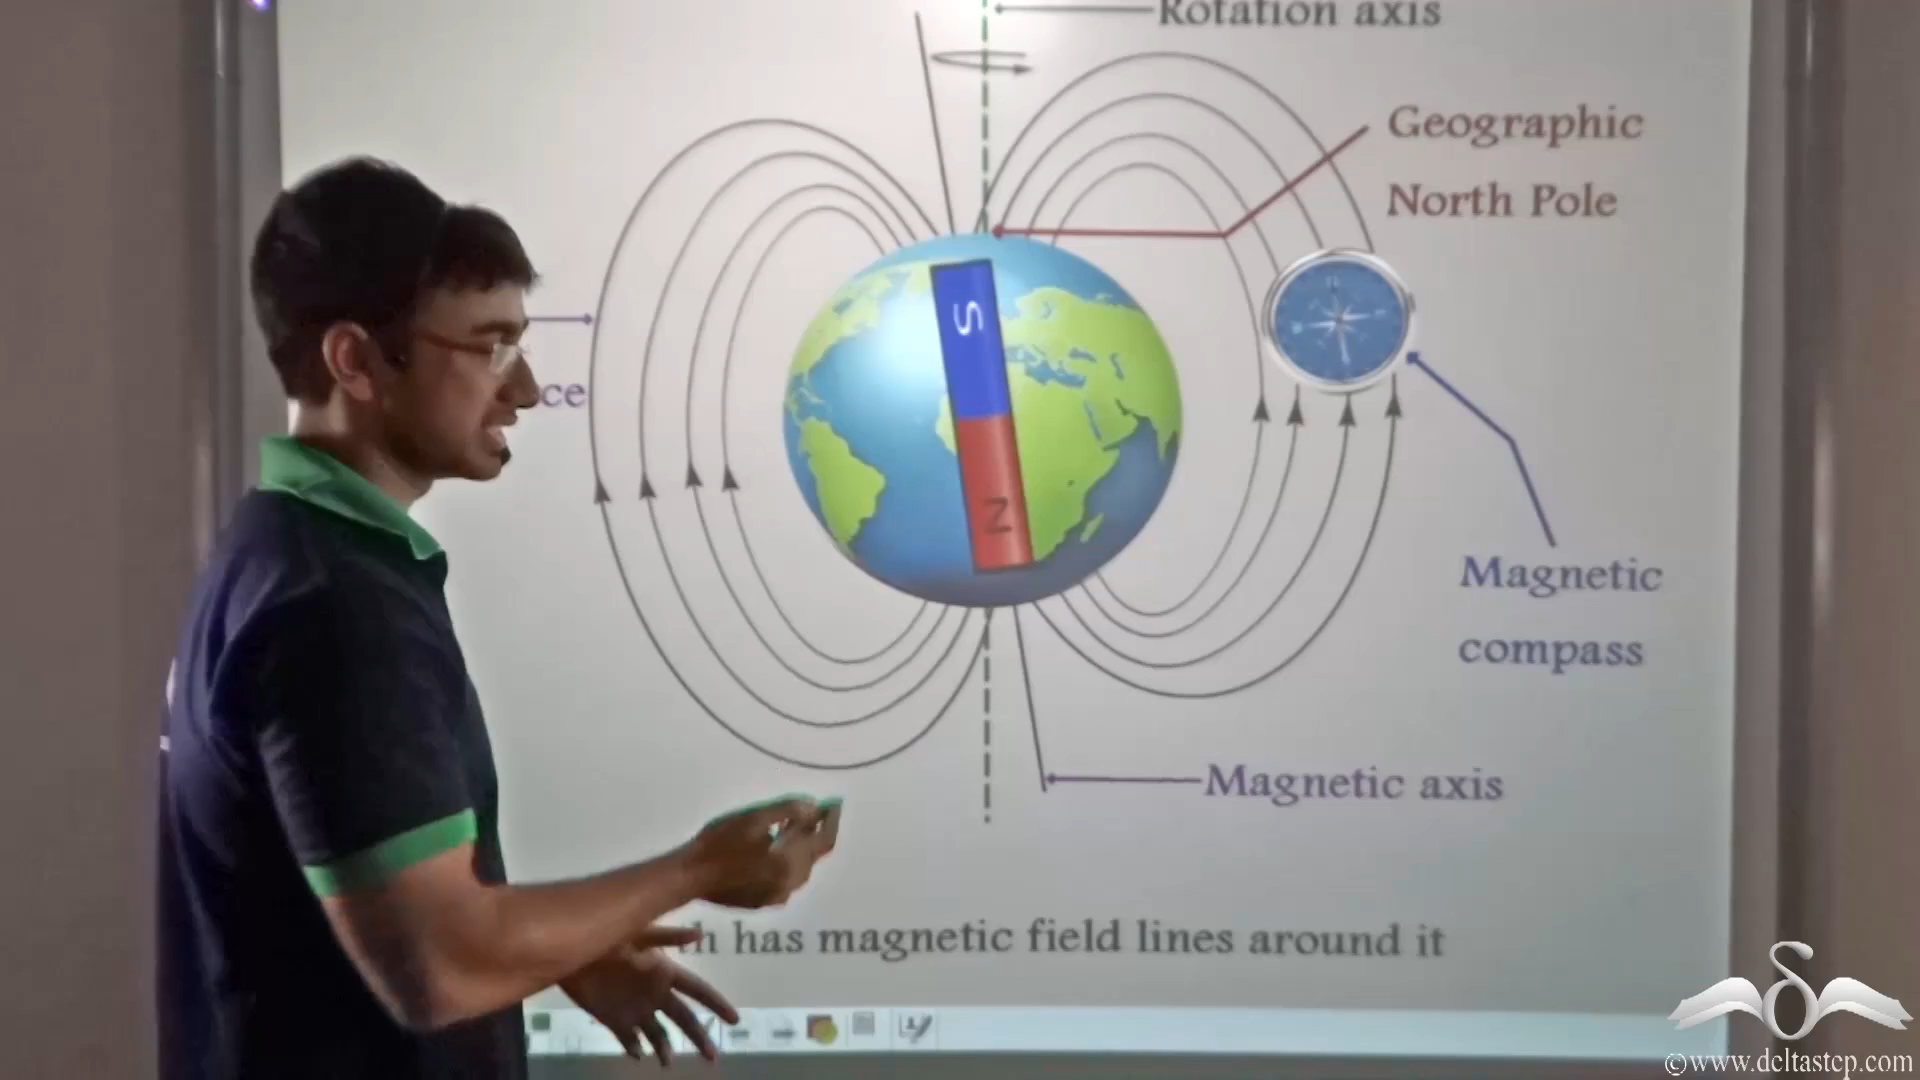 Rotation axis
Geographic
North Pole
S
N
ce
Magnetic
compass
Magnetic axis
th has magnetic field lines around it
©www.deltastep.com